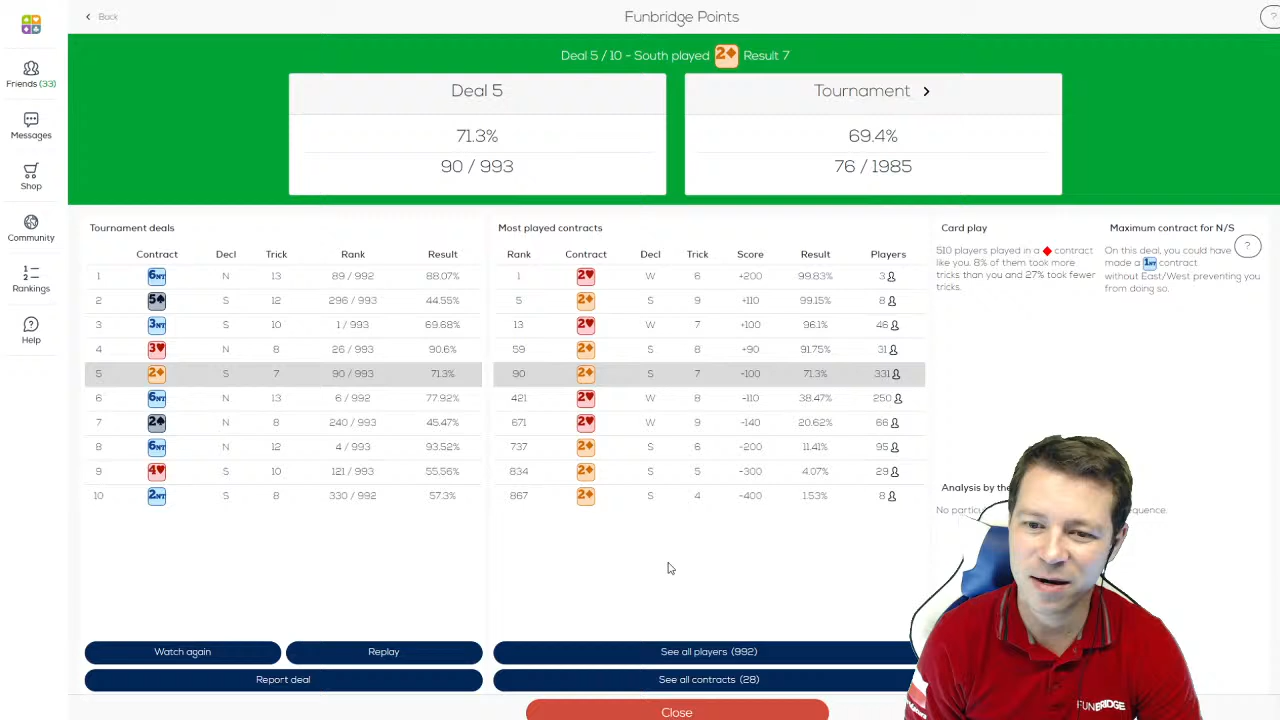 Back
Funbridge Points
?
Friends (33)
Messages
Shop
Community
Rankings
Help
Deal 5 / 10 - South played 2♦ Result 7
Deal 5
71.3%
90 / 993
Tournament >
69.4%
76 / 1985
Tournament deals
Contract Decl Trick Rank Result
1 6NT N 13 89 / 992 88.07%
2 5♠ S 12 296 / 993 44.55%
3 3NT S 10 1 / 993 69.68%
4 3♥ N 8 26 / 993 90.6%
5 2♦ S 7 90 / 993 71.3%
6 6NT N 13 6 / 992 77.92%
7 2♠ N 8 240 / 993 45.47%
8 6NT N 12 4 / 993 93.52%
9 4♥ S 10 121 / 993 55.56%
10 2NT S 8 330 / 992 57.3%
Most played contracts
Rank Contract Decl Trick Score Result Players
1 2♥ W 6 +200 99.83% 3
5 2♦ S 9 +110 99.15% 8
13 2♥ W 7 +100 96.1% 46
59 2♦ S 8 +90 91.75% 31
90 2♦ S 7 -100 71.3% 331
421 2♥ W 8 -110 38.47% 250
671 2♥ W 9 -140 20.62% 66
737 2♦ S 6 -200 11.41% 95
834 2♦ S 5 -300 4.07% 29
867 2♦ S 4 -400 1.53% 8
Card play
510 players played in a ♦ contract
like you. 8% of them took more
tricks than you and 27% took fewer
tricks.
Maximum contract for N/S
?
On this deal, you could have
made a 1NT contract
without East/West preventing you
from doing so.
Analysis by the
No equence.
Watch again
Replay
Report deal
See all players (992)
See all contracts (28)
Close
FUNBRIDGE